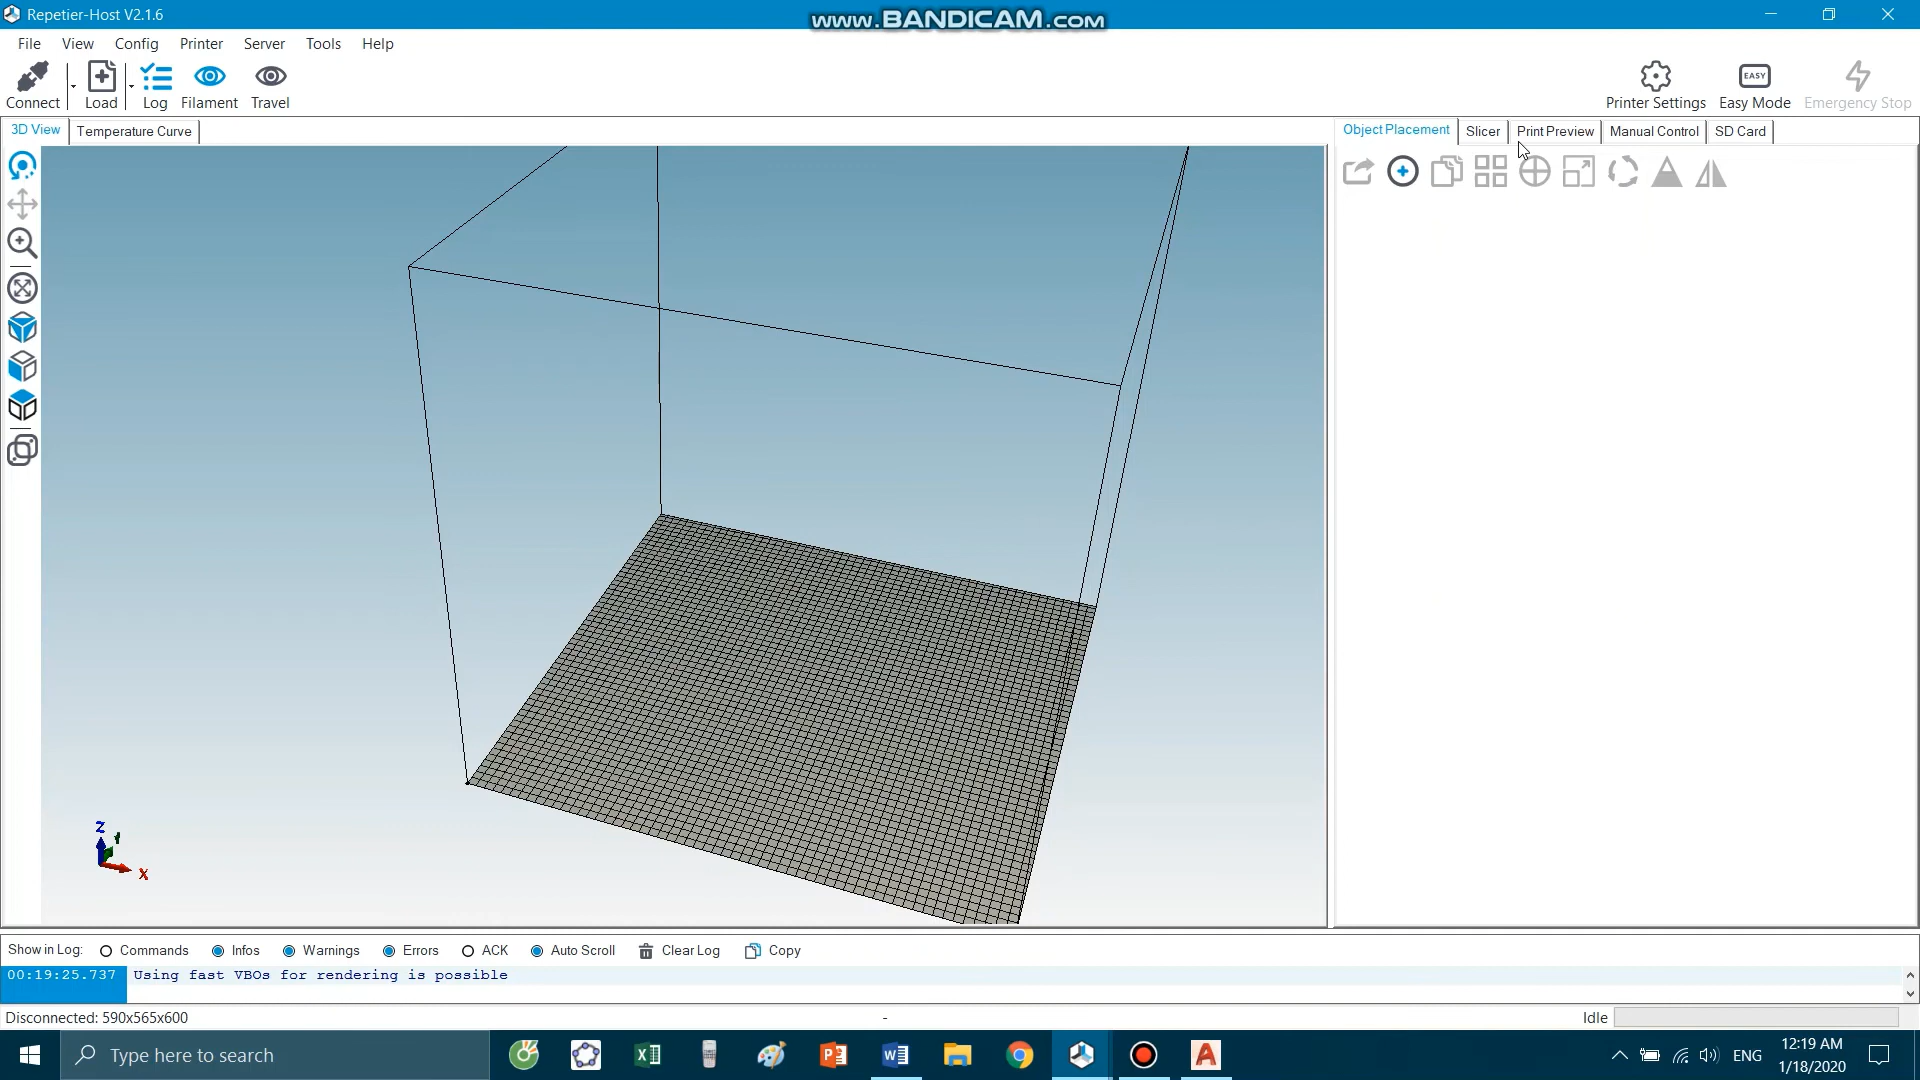 Repetier-Host V2.1.6
www.BANDICAM.com
File View Config Printer Server Tools Help
Connect Load Log Filament Travel
EASY
Printer Settings Easy Mode Emergency Stop
3D View Temperature Curve
Object Placement Slicer Print Preview Manual Control SD Card
Z
Y
X
Show in Log: Commands Infos Warnings Errors ACK Auto Scroll Clear Log Copy
00:19:25.737 Using fast VBOs for rendering is possible
Disconnected: 590x565x600 - Idle
Type here to search
ENG
12:19 AM
1/18/2020